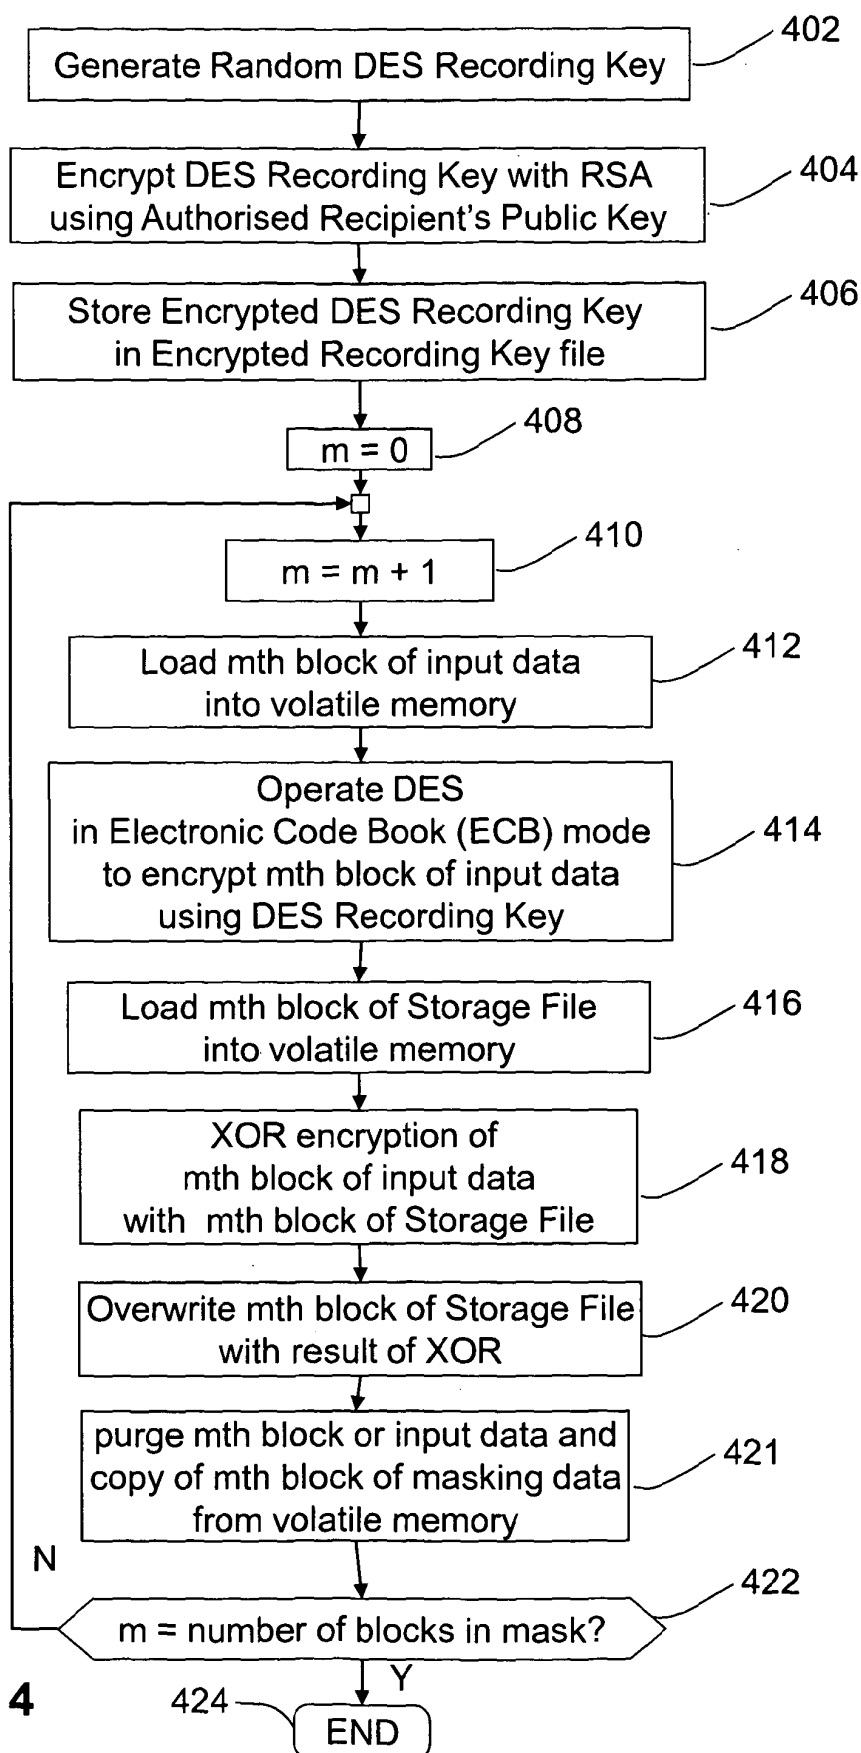 402
Generate Random DES Recording Key
404
Encrypt DES Recording Key with RSA
using Authorised Recipient's Public Key
406
Store Encrypted DES Recording Key
in Encrypted Recording Key file
408
m = 0
410
m = m + 1
412
Load mth block of input data
into volatile memory
Operate DES
in Electronic Code Book (ECB) mode
414
to encrypt mth block of input data
using DES Recording Key
416
Load mth block of Storage File
into volatile memory
XOR encryption of
418
mth block of input data
with mth block of Storage File
420
Overwrite mth block of Storage File
with result of XOR
purge mth block or input data and
421
copy of mth block of masking data
from volatile memory
N
422
m = number of blocks in mask?
Y
4
424
END